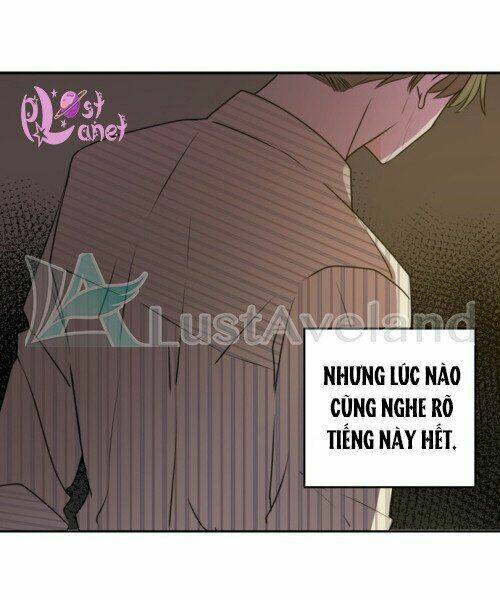 Lost
Planet
LustAveland
NHƯNG LÚC NÀO
CŨNG NGHE RÕ
TIẾNG NÀY HẾT.